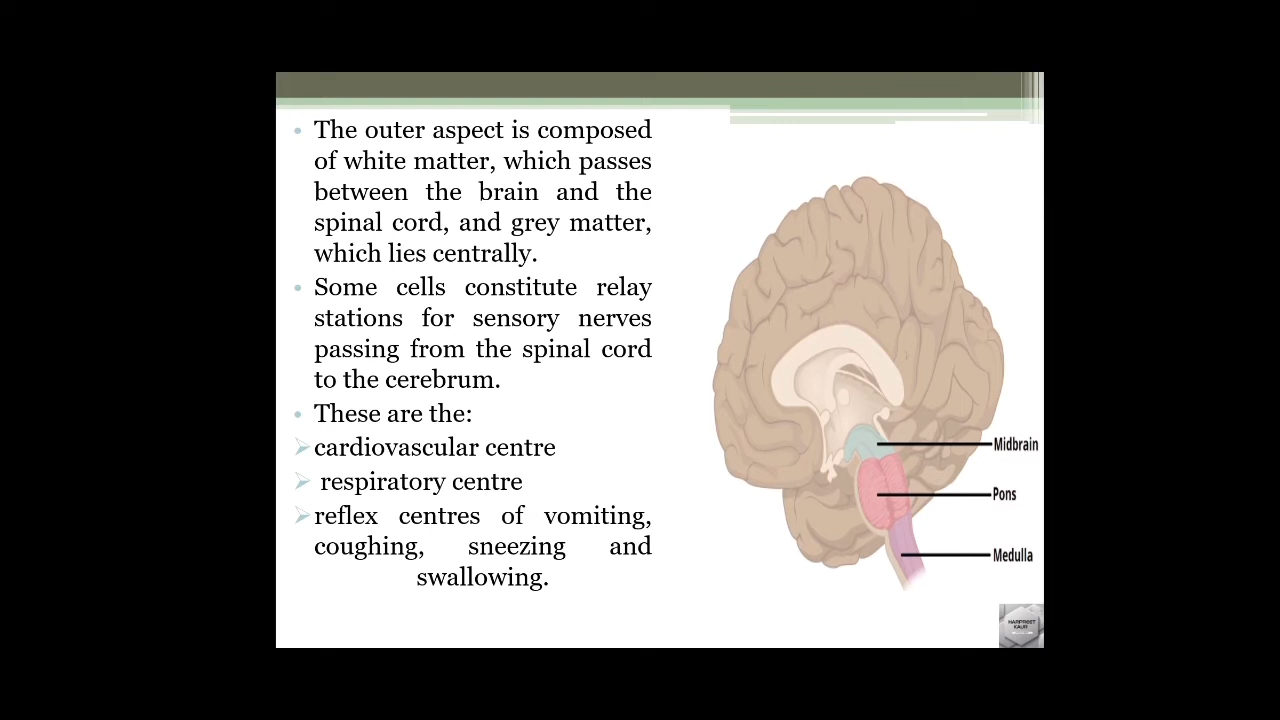 The outer aspect is composed
of white matter, which passes
between the brain and the
spinal cord, and grey matter,
which lies centrally.
Some cells constitute relay
stations for sensory nerves
passing from the spinal cord
to the cerebrum.
These are the:
cardiovascular centre
respiratory centre
reflex centres of vomiting,
coughing, sneezing and
swallowing.
Midbrain
Pons
Medulla
HARPREET
KAUR